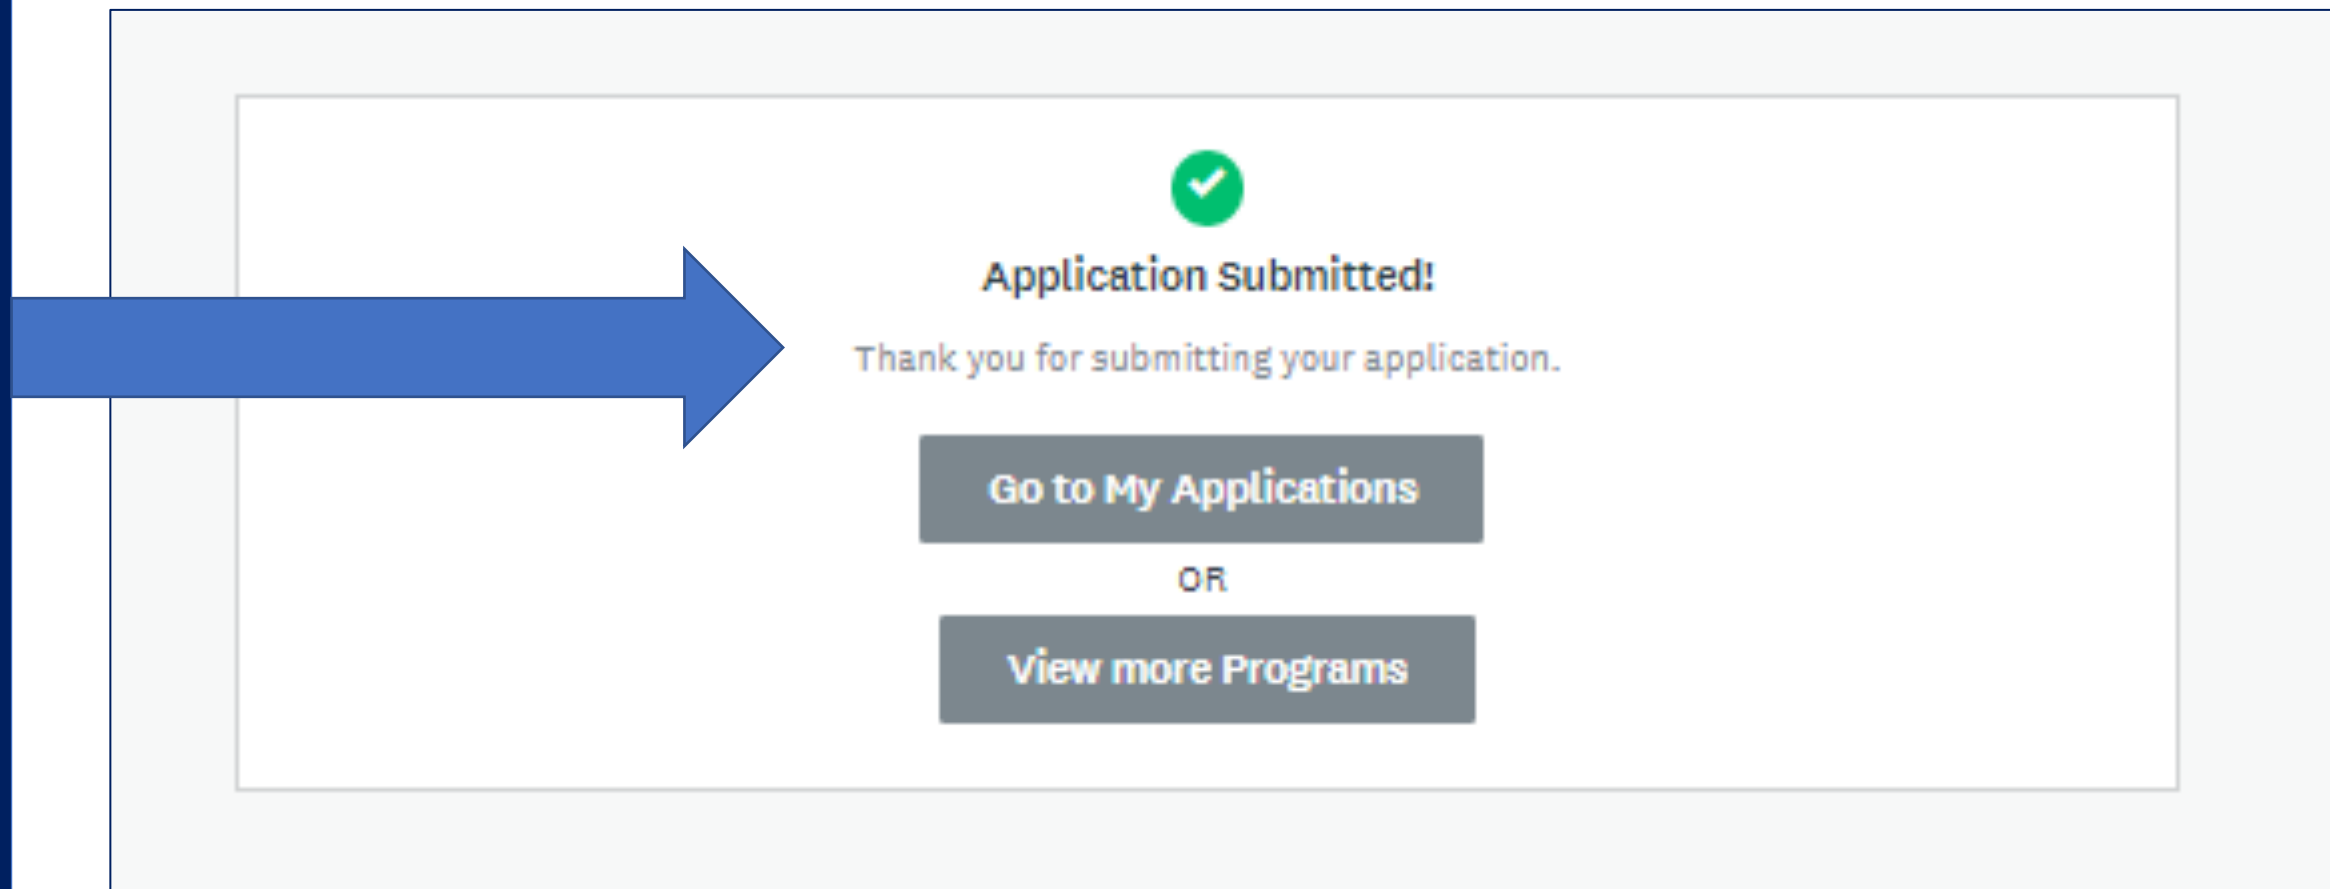 Application Submitted!
Thank you for submitting your application.
Go to My Applications
OR
View more Programs